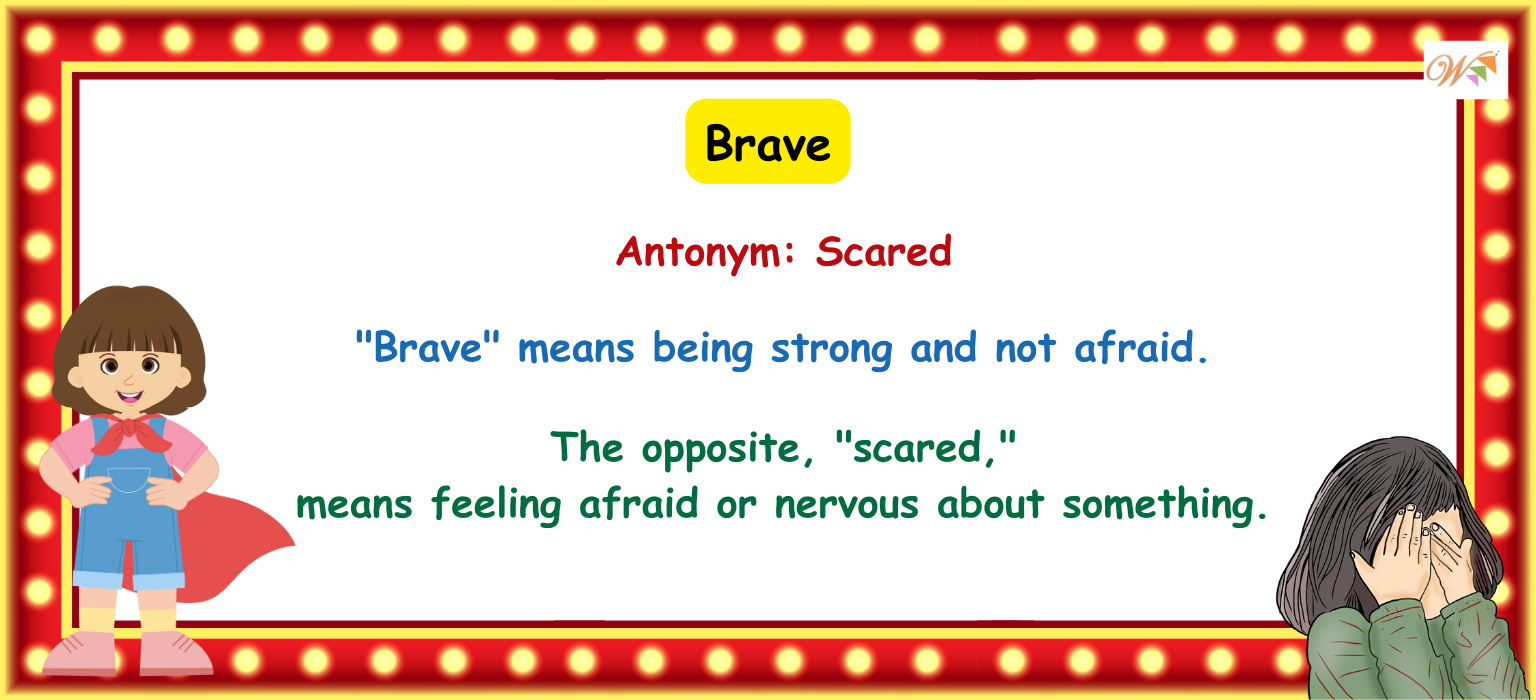 W
Brave
Antonym: Scared
"Brave" means being strong and not afraid.
The opposite, "scared,"
means feeling afraid or nervous about something.